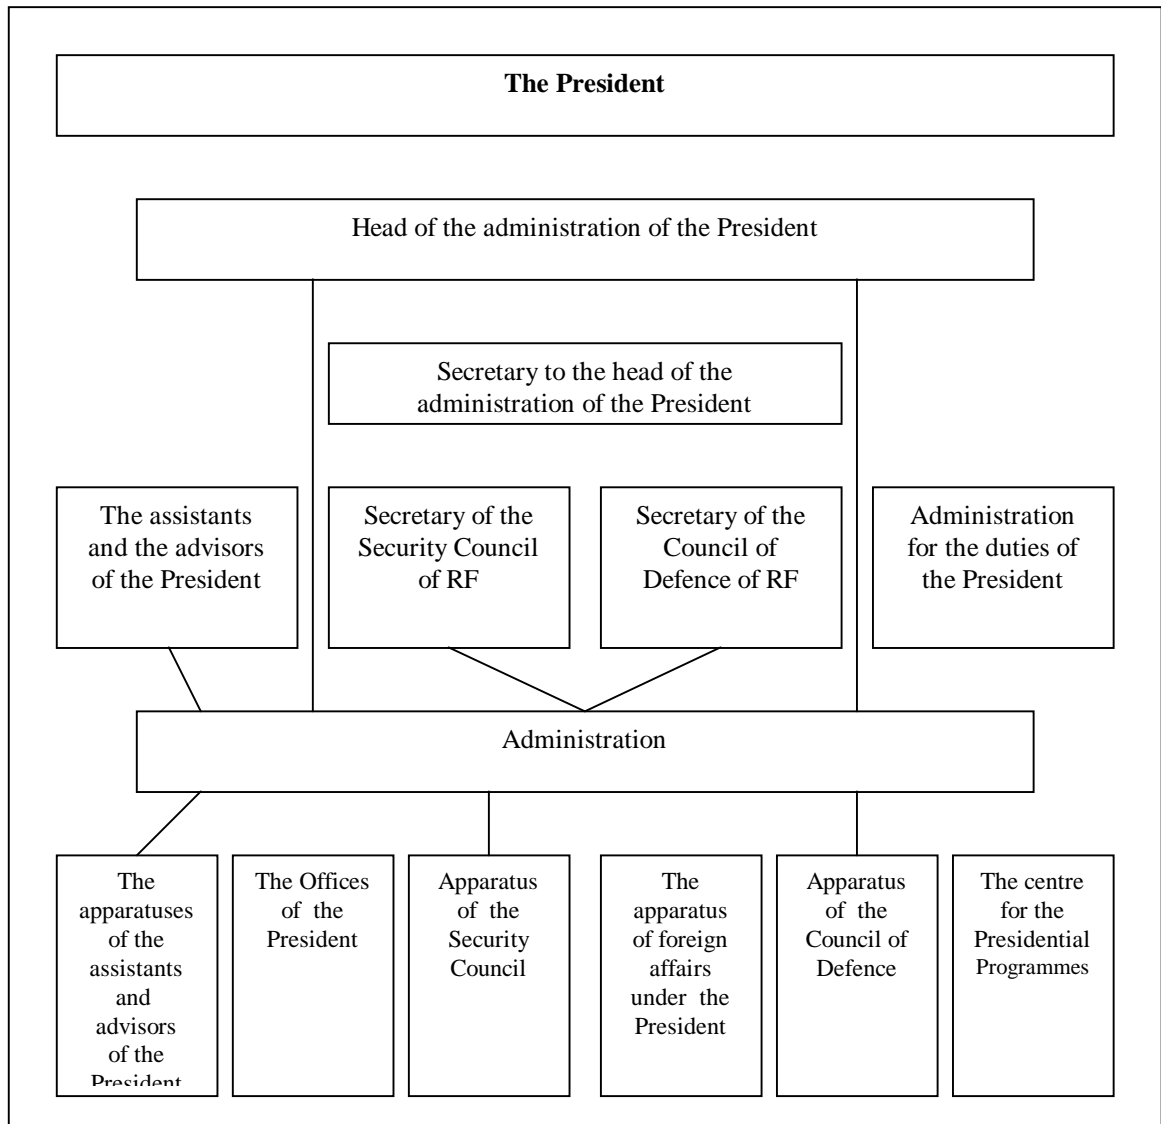 The President
Head of the administration of the President
Secretary to the head of the
administration of the President
The assistants
and the advisors
of the President
Secretary of the
Security Council
of RF
Secretary of the
Council of
Defence of RF
Administration
for the duties of
the President
Administration
The
apparatuses
of the
assistants
and
advisors
of the
President
The Offices
of the
President
Apparatus
of the
Security
Council
The
apparatus
of foreign
affairs
under the
President
Apparatus
of the
Council of
Defence
The centre
for the
Presidential
Programmes